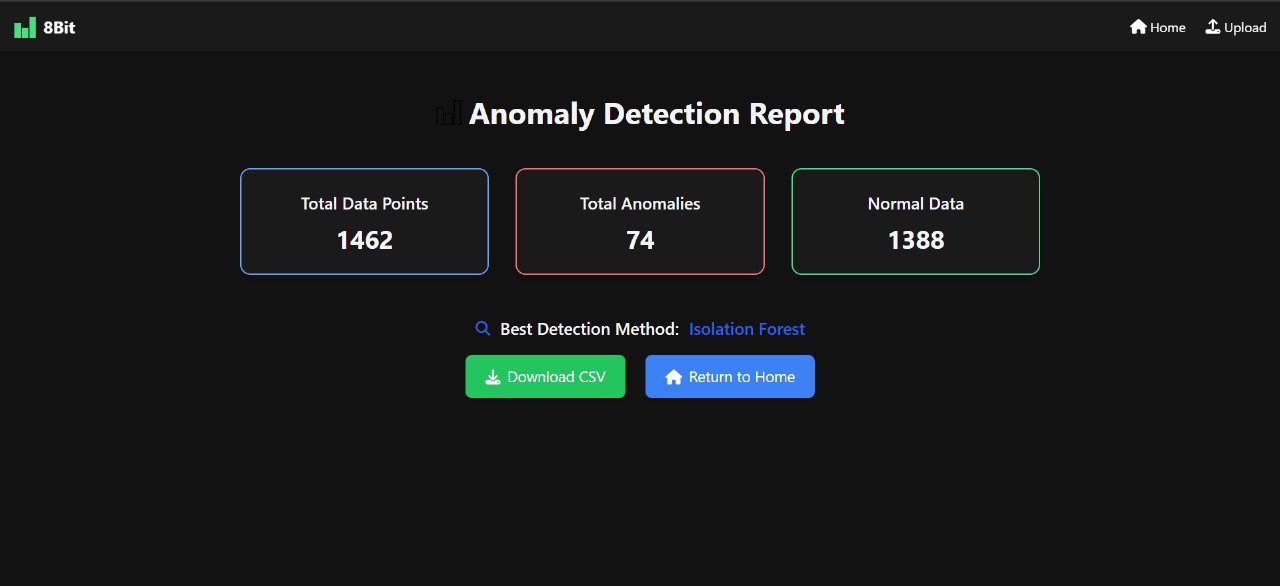 8Bit
Home
Upload
Anomaly Detection Report
Total Data Points
1462
Total Anomalies
74
Normal Data
1388
Best Detection Method: Isolation Forest
Download CSV
Return to Home